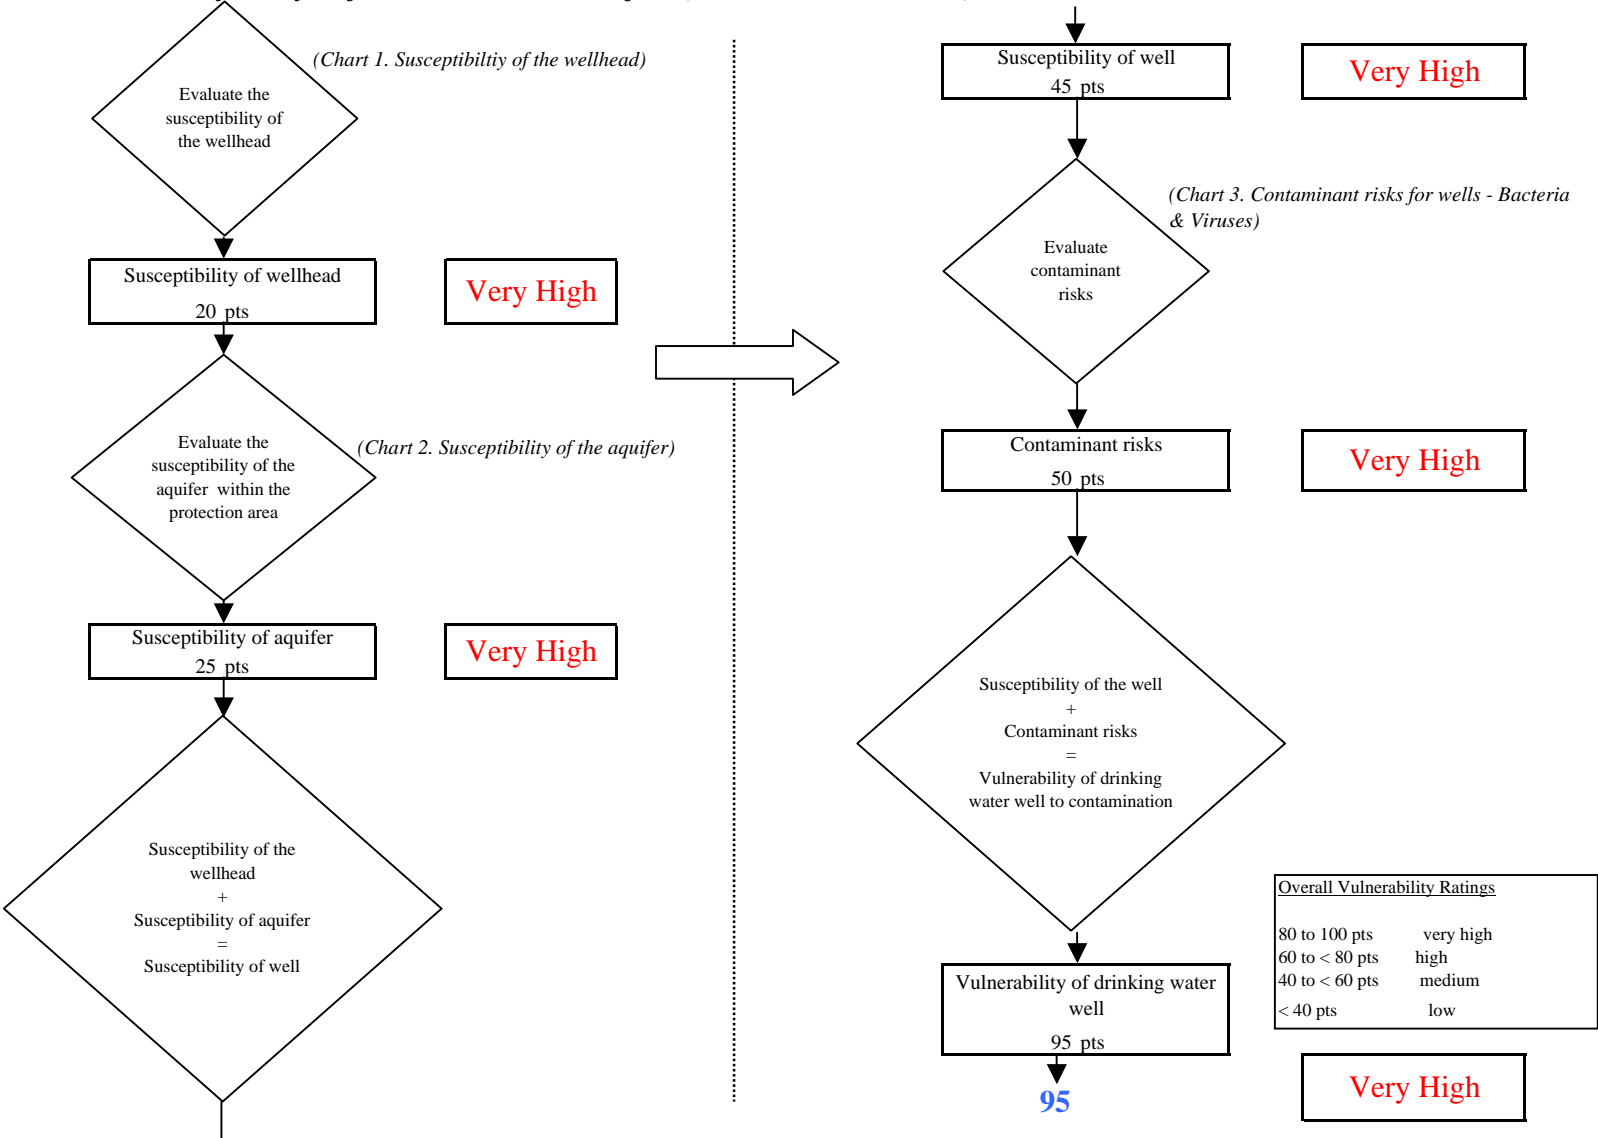 (Chart 1. Susceptibiltiy of the wellhead)
Evaluate the
susceptibility of
the wellhead
Susceptibility of wellhead
20 pts
Very High
(Chart 2. Susceptibility of the aquifer)
Evaluate the
susceptibility of the
aquifer within the
protection area
Susceptibility of aquifer
25 pts
Very High
Susceptibility of the
wellhead
+
Susceptibility of aquifer
=
Susceptibility of well
Susceptibility of well
45 pts
Very High
(Chart 3. Contaminant risks for wells - Bacteria
& Viruses)
Evaluate
contaminant
risks
Contaminant risks
50 pts
Very High
Susceptibility of the well
+
Contaminant risks
=
Vulnerability of drinking
water well to contamination
Overall Vulnerability Ratings
80 to 100 pts very high
60 to < 80 pts high
40 to < 60 pts medium
< 40 pts low
Vulnerability of drinking water
well
95 pts
95
Very High